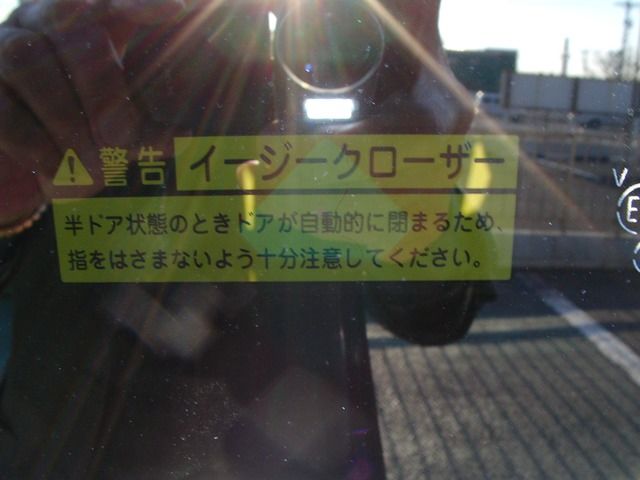 警告 イージークローザー
半ドア状態のときドアが自動的に閉まるため、
指をはさまないよう十分注意してください。
E